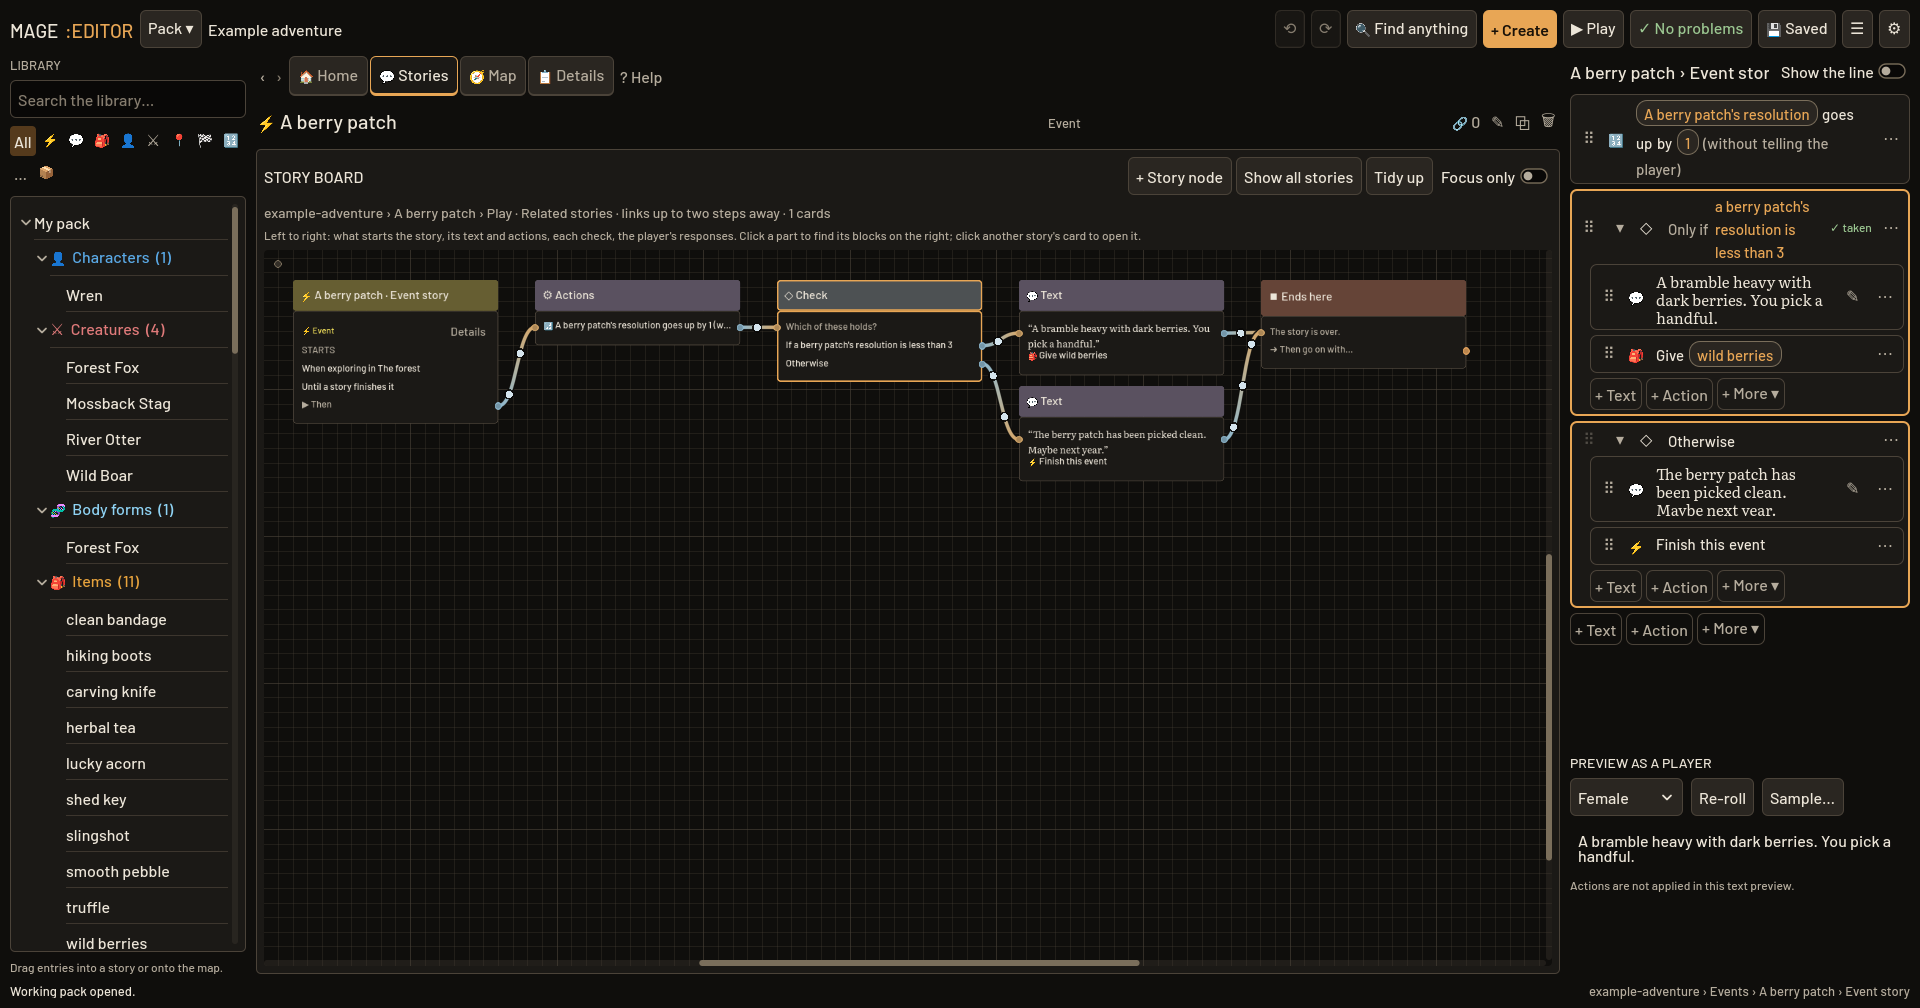 MAGE :EDITOR
Pack ▾
Example adventure
Find anything
+ Create
▶ Play
✓ No problems
Saved
LIBRARY
Search the library...
All
...
My pack
Characters (1)
Wren
Creatures (4)
Forest Fox
Mossback Stag
River Otter
Wild Boar
Body forms (1)
Forest Fox
Items (11)
clean bandage
hiking boots
carving knife
herbal tea
lucky acorn
shed key
slingshot
smooth pebble
truffle
wild berries
Drag entries into a story or onto the map.
Working pack opened.
‹ ›
Home
Stories
Map
Details
? Help
A berry patch
Event
0
STORY BOARD
+ Story node
Show all stories
Tidy up
Focus only
example-adventure › A berry patch › Play · Related stories · links up to two steps away · 1 cards
Left to right: what starts the story, its text and actions, each check, the player's responses. Click a part to find its blocks on the right; click another story's card to open it.
A berry patch · Event story
Event
Details
STARTS
When exploring in The forest
Until a story finishes it
▶ Then
Actions
A berry patch's resolution goes up by 1 (w...
Check
Which of these holds?
If a berry patch's resolution is less than 3
Otherwise
Text
“A bramble heavy with dark berries. You
pick a handful.”
Give wild berries
Text
“The berry patch has been picked clean.
Maybe next year.”
Finish this event
Ends here
The story is over.
→ Then go on with...
A berry patch › Event stor
Show the line
A berry patch's resolution goes
up by 1 (without telling the
player)
...
Only if
a berry patch's
resolution is
less than 3
✓ taken
...
A bramble heavy with
dark berries. You pick a
handful.
...
Give wild berries
...
+ Text
+ Action
+ More ▾
Otherwise
...
The berry patch has
been picked clean.
Maybe next year.
...
Finish this event
...
+ Text
+ Action
+ More ▾
+ Text
+ Action
+ More ▾
PREVIEW AS A PLAYER
Female
Re-roll
Sample...
A bramble heavy with dark berries. You pick a
handful.
Actions are not applied in this text preview.
example-adventure › Events › A berry patch › Event story